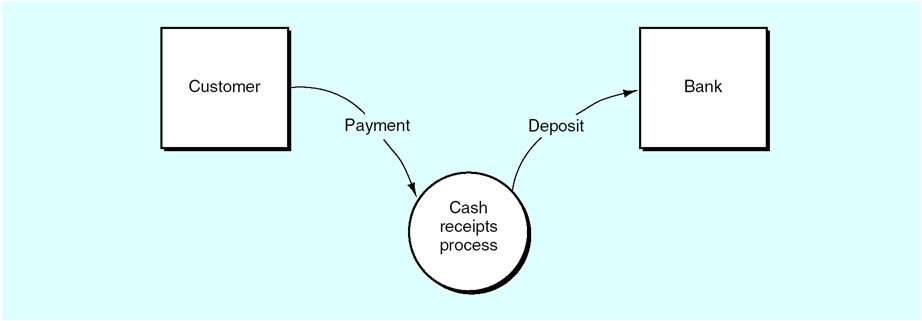 Customer
Bank
Payment
Deposit
Cash
receipts
process